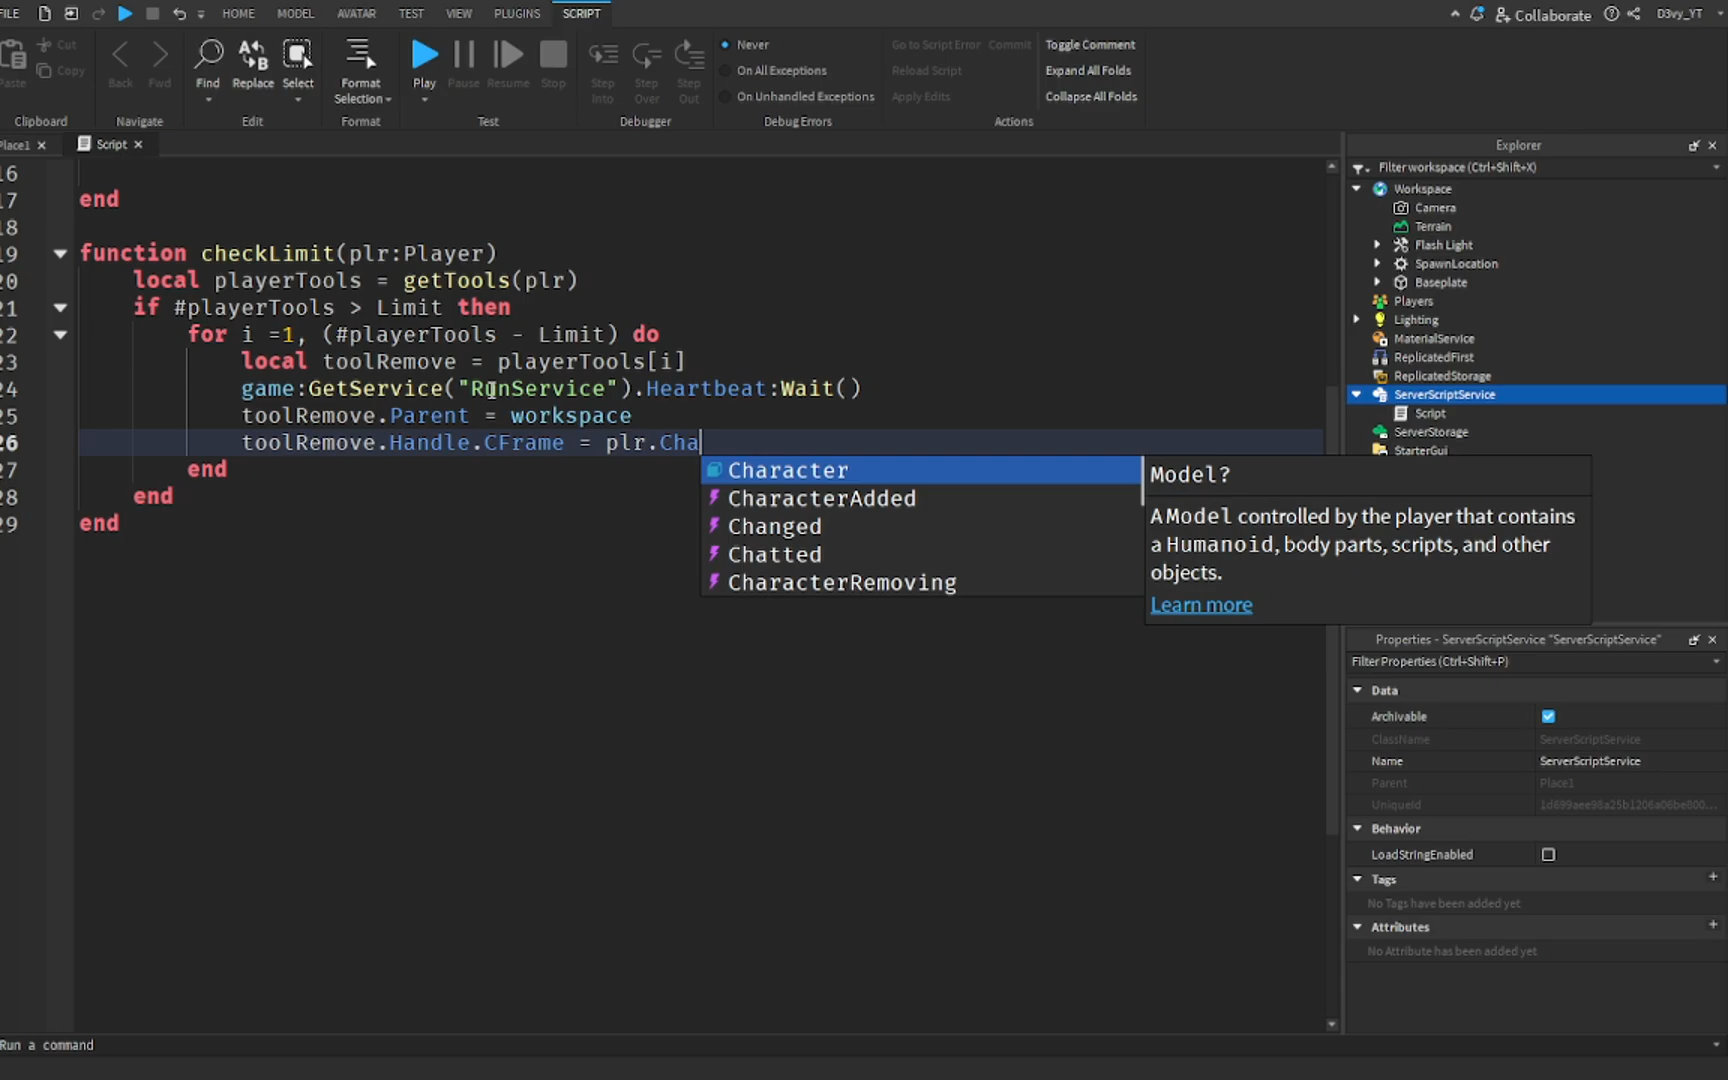 FILE HOME MODEL AVATAR TEST VIEW PLUGINS SCRIPT Collaborate D3vy_YT
Paste Cut Copy
Clipboard
Back Fwd
Navigate
Find Replace Select
Edit
Format
Selection
Format
Play Pause Resume Stop
Test
Step
Into
Step
Over
Step
Out
Debugger
Never
On All Exceptions
On Unhandled Exceptions
Debug Errors
Go to Script Error Commit
Reload Script
Apply Edits
Toggle Comment
Expand All Folds
Collapse All Folds
Actions
Place1 Script
16
17 end
18
19 function checkLimit(plr:Player)
20 local playerTools = getTools(plr)
21 if #playerTools > Limit then
22 for i =1, (#playerTools - Limit) do
23 local toolRemove = playerTools[i]
24 game:GetService("RunService").Heartbeat:Wait()
25 toolRemove.Parent = workspace
26 toolRemove.Handle.CFrame = plr.Cha
27 end
28 end
29 end
Character
CharacterAdded
Changed
Chatted
CharacterRemoving
Model?
A Model controlled by the player that contains
a Humanoid, body parts, scripts, and other
objects.
Learn more
Explorer
Filter workspace (Ctrl+Shift+X)
Workspace
Camera
Terrain
Flash Light
SpawnLocation
Baseplate
Players
Lighting
MaterialService
ReplicatedFirst
ReplicatedStorage
ServerScriptService
Script
ServerStorage
StarterGui
Properties - ServerScriptService "ServerScriptService"
Filter Properties (Ctrl+Shift+P)
Data
Archivable
ClassName ServerScriptService
Name ServerScriptService
Parent Place1
UniqueId 1d699aee98a25b1206a06be800...
Behavior
LoadStringEnabled
Tags +
No Tags have been added yet
Attributes +
No Attribute has been added yet
Run a command